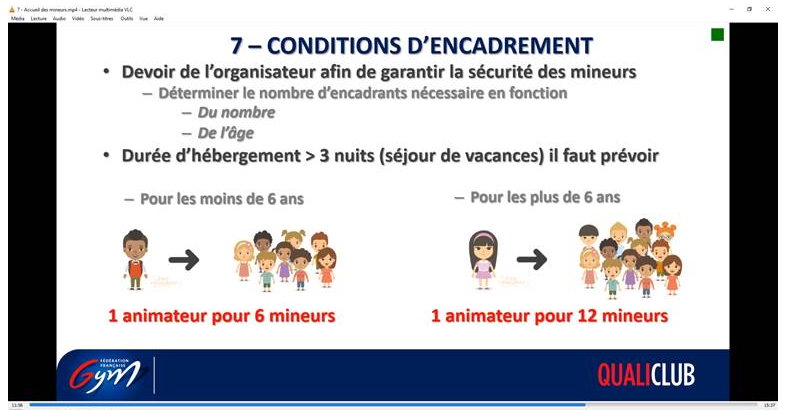 7 - Accueil des mineurs.mp4 - Lecteur multimédia VLC
Média Lecture Audio Vidéo Sous-titres Outils Vue Aide
7 – CONDITIONS D’ENCADREMENT
• Devoir de l’organisateur afin de garantir la sécurité des mineurs
– Déterminer le nombre d’encadrants nécessaire en fonction
– Du nombre
– De l’âge
• Durée d’hébergement > 3 nuits (séjour de vacances) il faut prévoir
– Pour les moins de 6 ans
– Pour les plus de 6 ans
1 animateur pour 6 mineurs
1 animateur pour 12 mineurs
FÉDÉRATION
FRANÇAISE
Gym
QUALICLUB